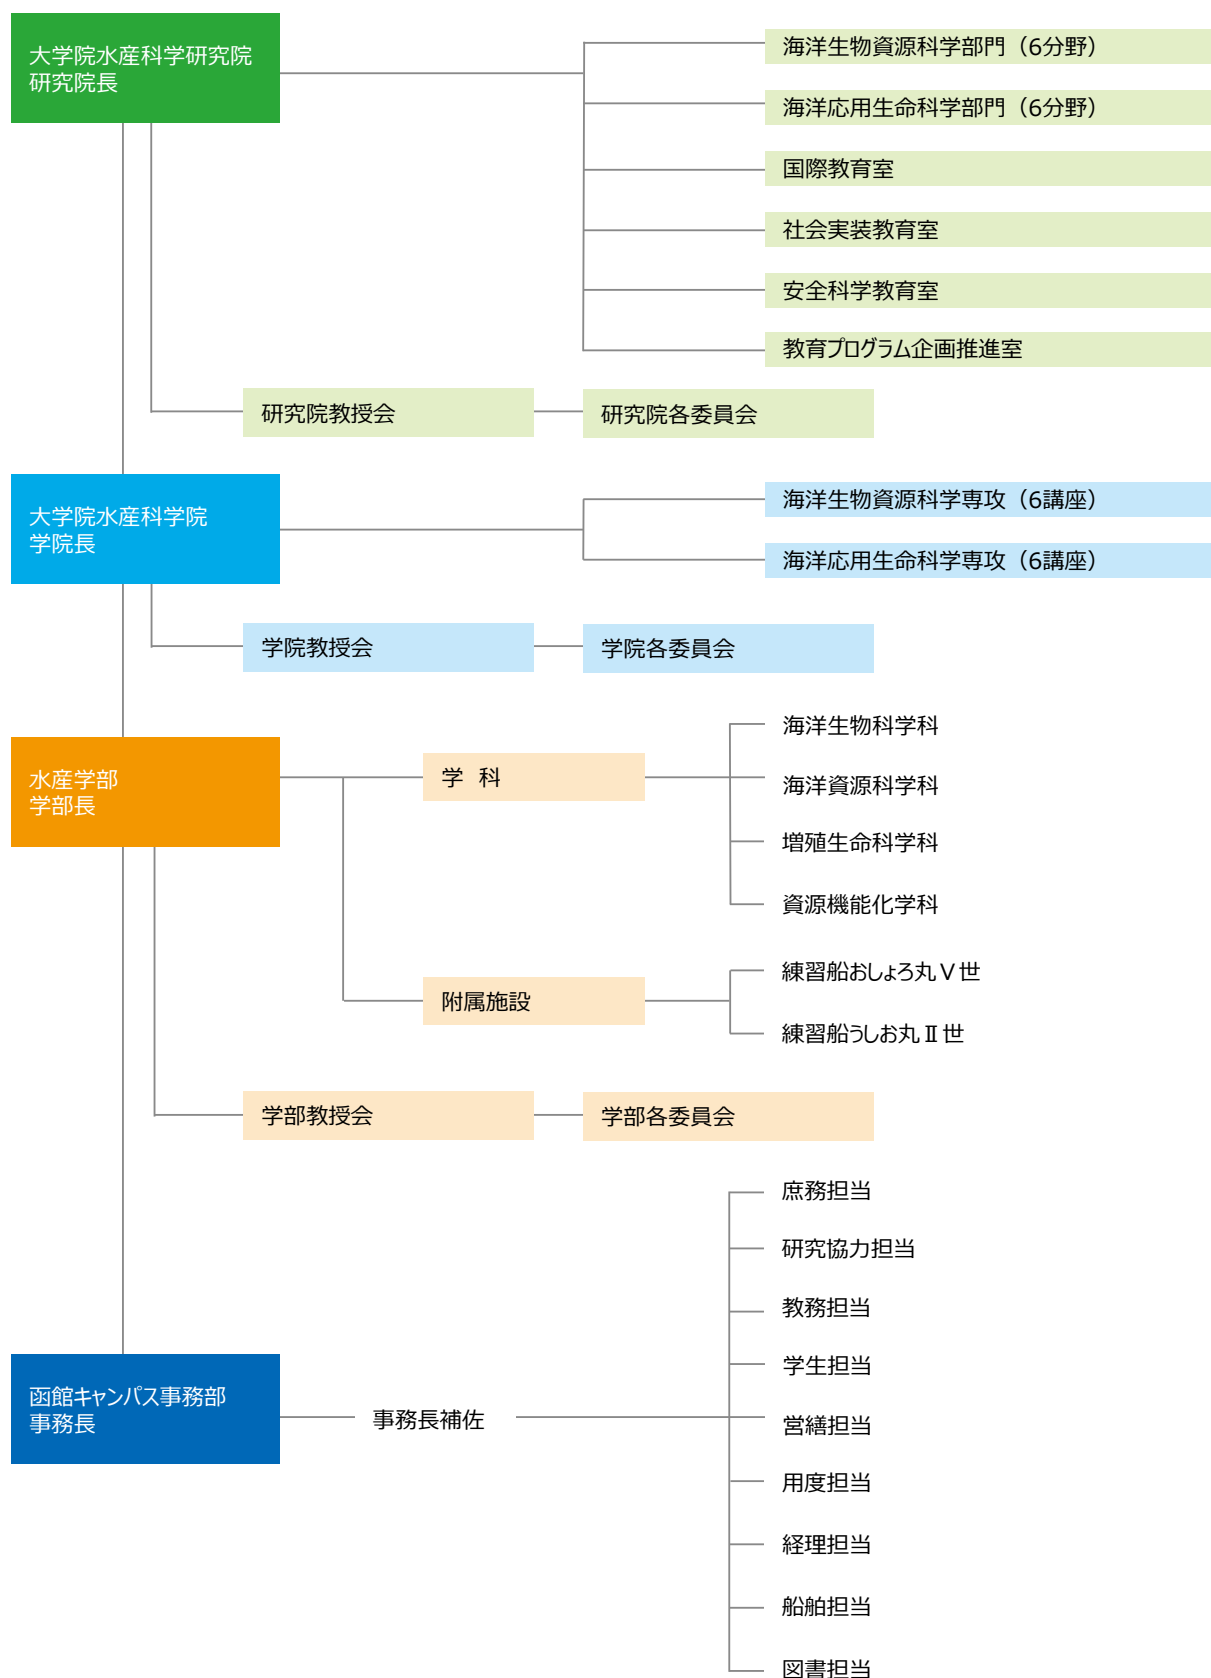 大学院水産科学研究院
研究院長
海洋生物資源科学部門（6分野）
海洋応用生命科学部門（6分野）
国際教育室
社会実装教育室
安全科学教育室
教育プログラム企画推進室
研究院教授会
研究院各委員会
大学院水産科学院
学院長
海洋生物資源科学専攻（6講座）
海洋応用生命科学専攻（6講座）
学院教授会
学院各委員会
水産学部
学部長
学 科
海洋生物科学科
海洋資源科学科
増殖生命科学科
資源機能化学科
附属施設
練習船おしょろ丸Ⅴ世
練習船うしお丸Ⅱ世
学部教授会
学部各委員会
函館キャンパス事務部
事務長
事務長補佐
庶務担当
研究協力担当
教務担当
学生担当
営繕担当
用度担当
経理担当
船舶担当
図書担当